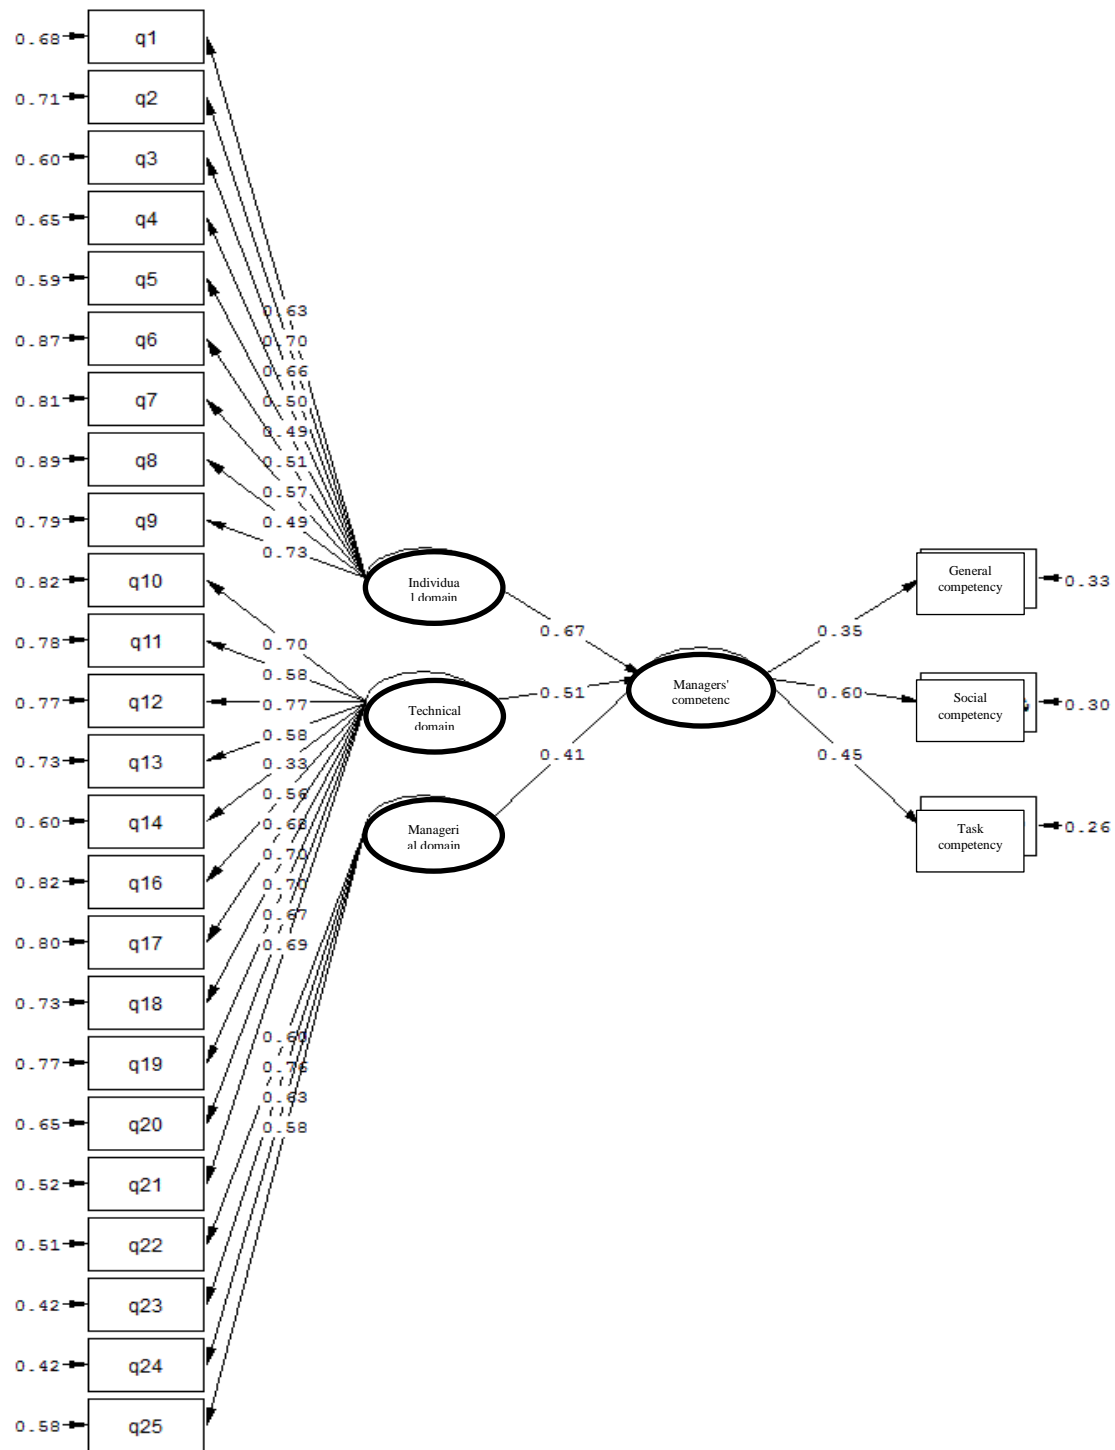 0.68 q1
0.71 q2
0.60 q3
0.65 q4
0.59 q5
0.87 q6
0.81 q7
0.89 q8
0.79 q9
0.82 q10
0.78 q11
0.77 q12
0.73 q13
0.60 q14
0.82 q16
0.80 q17
0.73 q18
0.77 q19
0.65 q20
0.52 q21
0.51 q22
0.42 q23
0.42 q24
0.58 q25
0.63
0.70
0.66
0.50
0.49
0.51
0.57
0.49
0.73
0.70
0.58
0.77
0.58
0.33
0.56
0.68
0.70
0.70
0.67
0.69
0.60
0.76
0.63
0.58
Individua
l domain
Technical
domain
Manageri
al domain
0.67
0.51
0.41
Managers'
competenc
0.35
0.60
0.45
General
competency
0.33
Social
competency
0.30
Task
competency
0.26